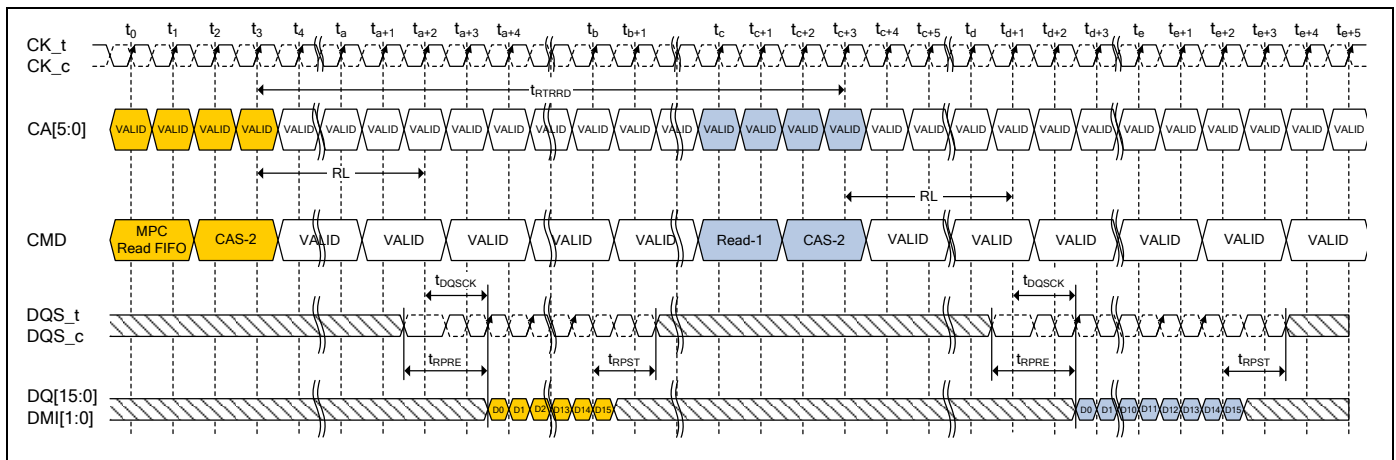 t0 t1 t2 t3 t4 ta ta+1 ta+2 ta+3 ta+4 tb tb+1 tc tc+1 tc+2 tc+3 tc+4 tc+5 td td+1 td+2 td+3 te te+1 te+2 te+3 te+4 te+5
CK_t
CK_c
tRTRRD
CA[5:0] VALID VALID VALID VALID VALID VALID VALID VALID VALID VALID VALID VALID VALID VALID VALID VALID VALID VALID VALID VALID VALID VALID VALID VALID VALID VALID VALID VALID VALID VALID
RL RL
CMD MPC Read FIFO CAS-2 VALID VALID VALID VALID VALID Read-1 CAS-2 VALID VALID VALID VALID VALID VALID
tDQSCK tDQSCK
DQS_t
DQS_c
tRPRE tRPST tRPRE tRPST
DQ[15:0] D0 D1 D2 D13 D14 D15 D0 D1 D10 D11 D12 D13 D14 D15
DMI[1:0]